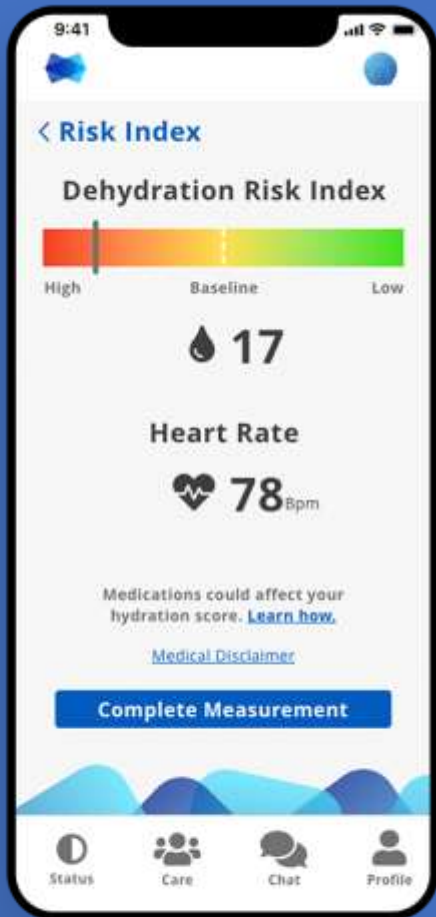 9:41
Risk Index
Dehydration Risk Index
High Baseline Low
17
Heart Rate
78 Bpm
Medications could affect your
hydration score. Learn how.
Medical Disclaimer
Complete Measurement
Status Care Chat Profile